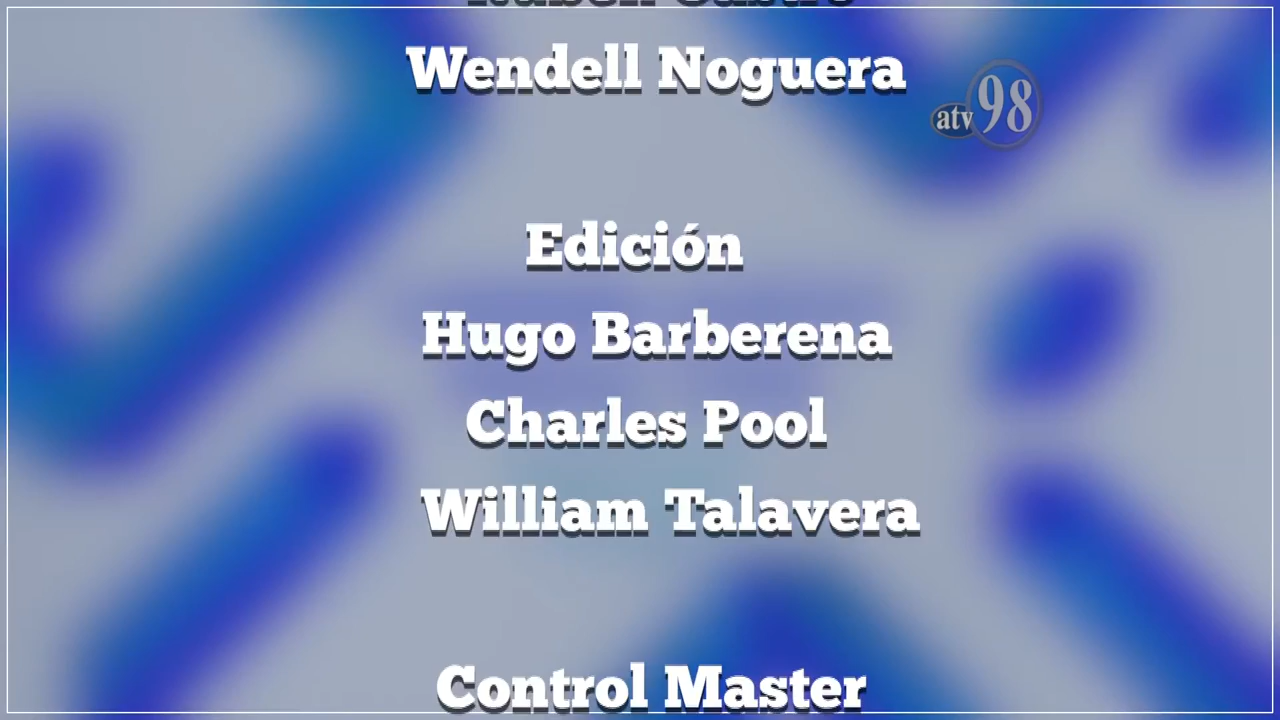 Wendell Noguera
atv 98
Edición
Hugo Barberena
Charles Pool
William Talavera
Control Master